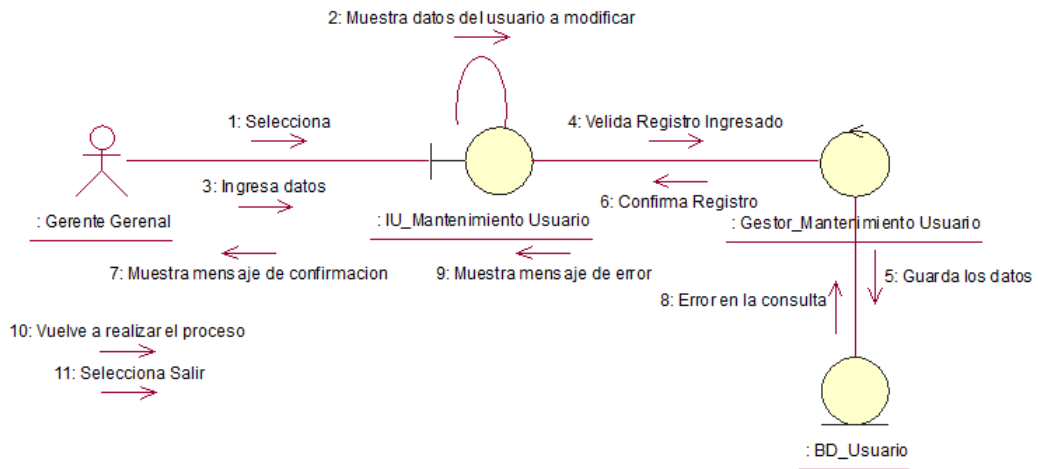 2: Muestra datos del usuario a modificar
1: Selecciona
4: Velida Registro Ingresado
3: Ingresa datos
6: Confirma Registro
: Gerente Gerenal
: IU_Mantenimiento Usuario
: Gestor_Mantenimiento Usuario
7: Muestra mensaje de confirmacion
9: Muestra mensaje de error
5: Guarda los datos
8: Error en la consulta
10: Vuelve a realizar el proceso
11: Selecciona Salir
: BD_Usuario